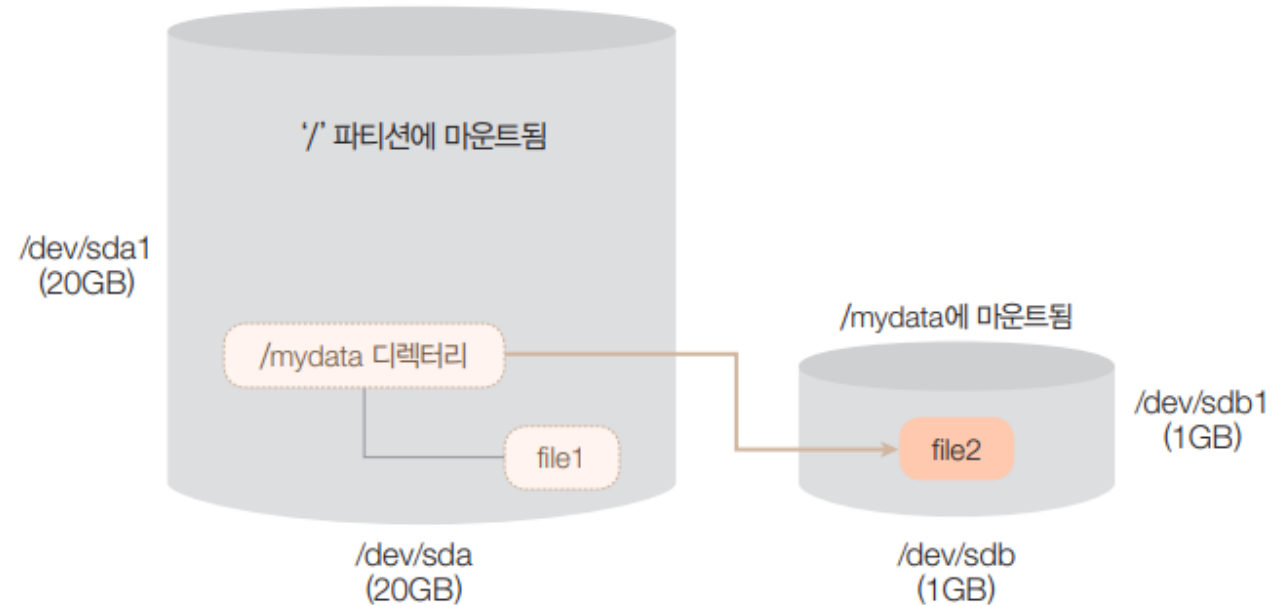 ‘/’ 파티션에 마운트됨
/dev/sda1
(20GB)
/mydata에 마운트됨
/mydata 디렉터리
/dev/sdb1
(1GB)
file1
file2
/dev/sda
(20GB)
/dev/sdb
(1GB)